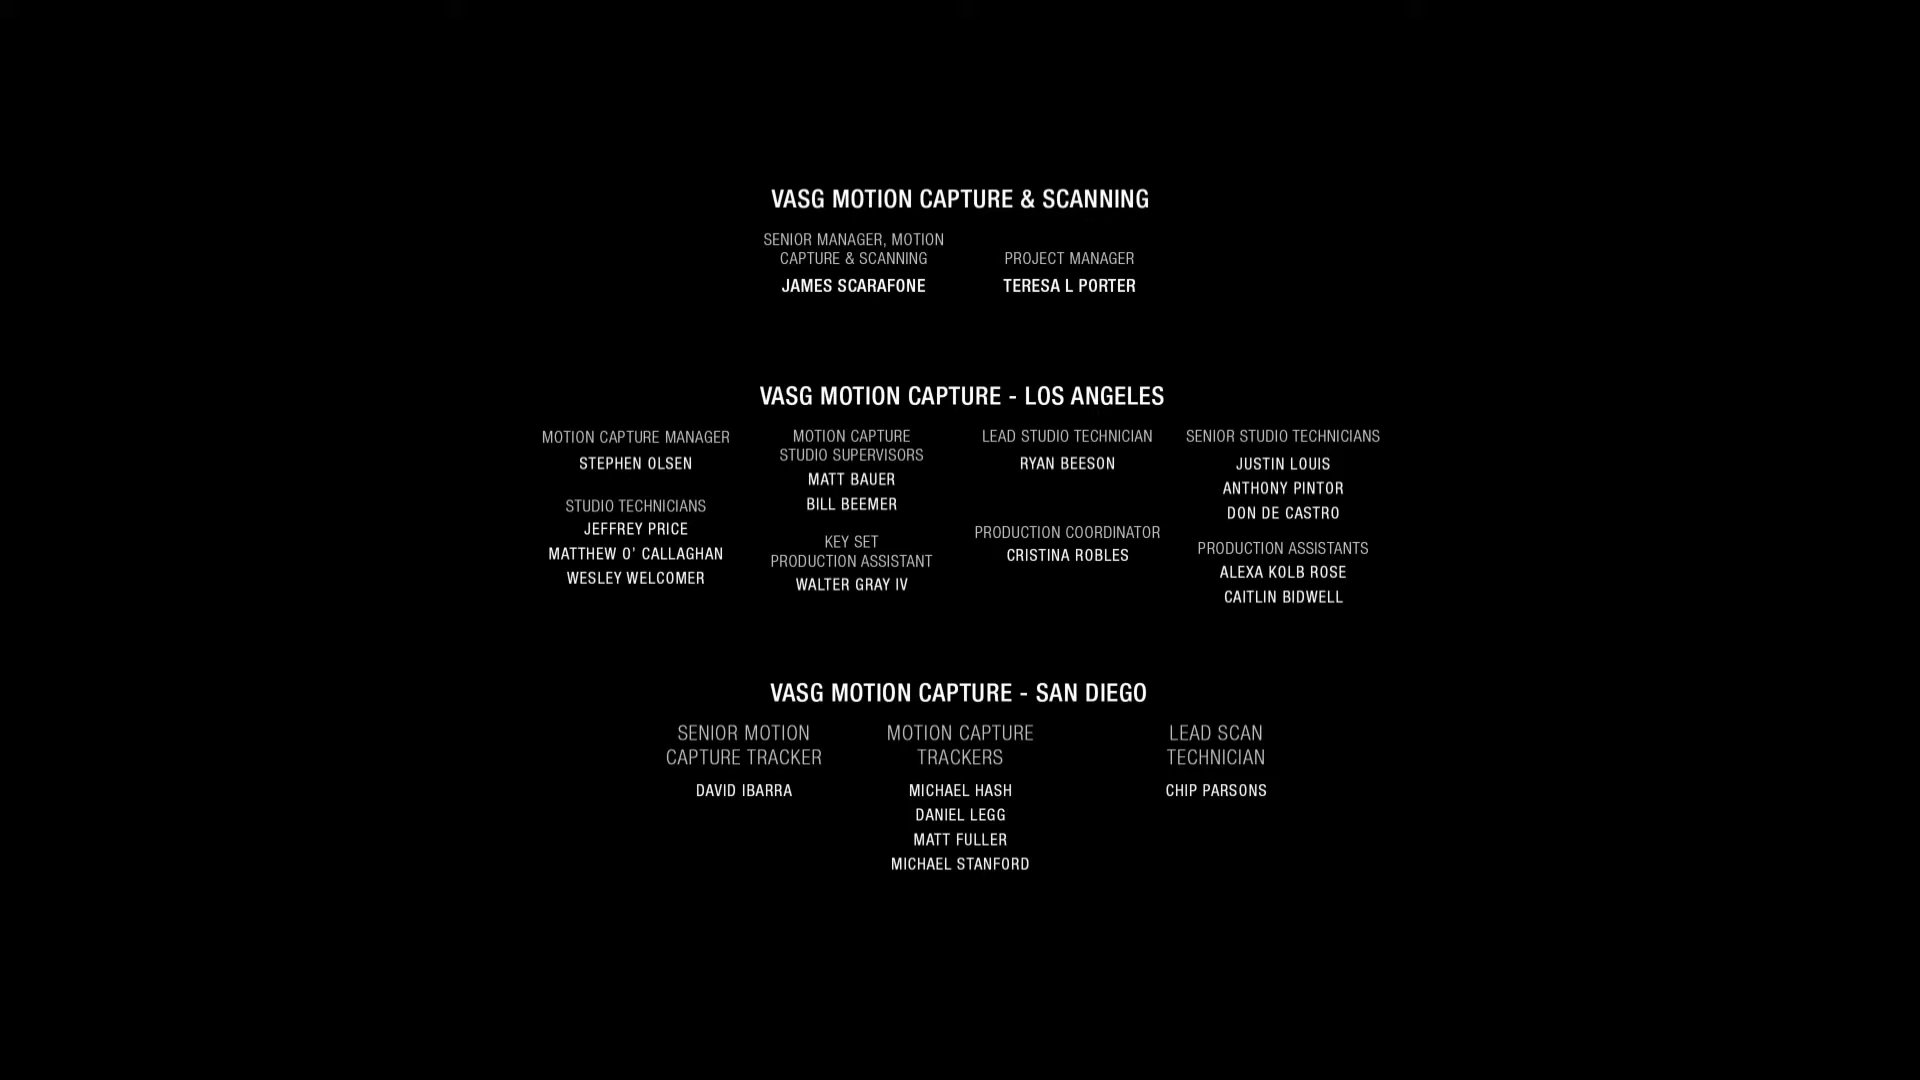 VASG MOTION CAPTURE & SCANNING
SENIOR MANAGER, MOTION
CAPTURE & SCANNING
JAMES SCARAFONE
PROJECT MANAGER
TERESA L PORTER
VASG MOTION CAPTURE - LOS ANGELES
MOTION CAPTURE MANAGER
STEPHEN OLSEN
MOTION CAPTURE
STUDIO SUPERVISORS
MATT BAUER
BILL BEEMER
LEAD STUDIO TECHNICIAN
RYAN BEESON
SENIOR STUDIO TECHNICIANS
JUSTIN LOUIS
ANTHONY PINTOR
DON DE CASTRO
STUDIO TECHNICIANS
JEFFREY PRICE
MATTHEW O’ CALLAGHAN
WESLEY WELCOMER
KEY SET
PRODUCTION ASSISTANT
WALTER GRAY IV
PRODUCTION COORDINATOR
CRISTINA ROBLES
PRODUCTION ASSISTANTS
ALEXA KOLB ROSE
CAITLIN BIDWELL
VASG MOTION CAPTURE - SAN DIEGO
SENIOR MOTION
CAPTURE TRACKER
DAVID IBARRA
MOTION CAPTURE
TRACKERS
MICHAEL HASH
DANIEL LEGG
MATT FULLER
MICHAEL STANFORD
LEAD SCAN
TECHNICIAN
CHIP PARSONS